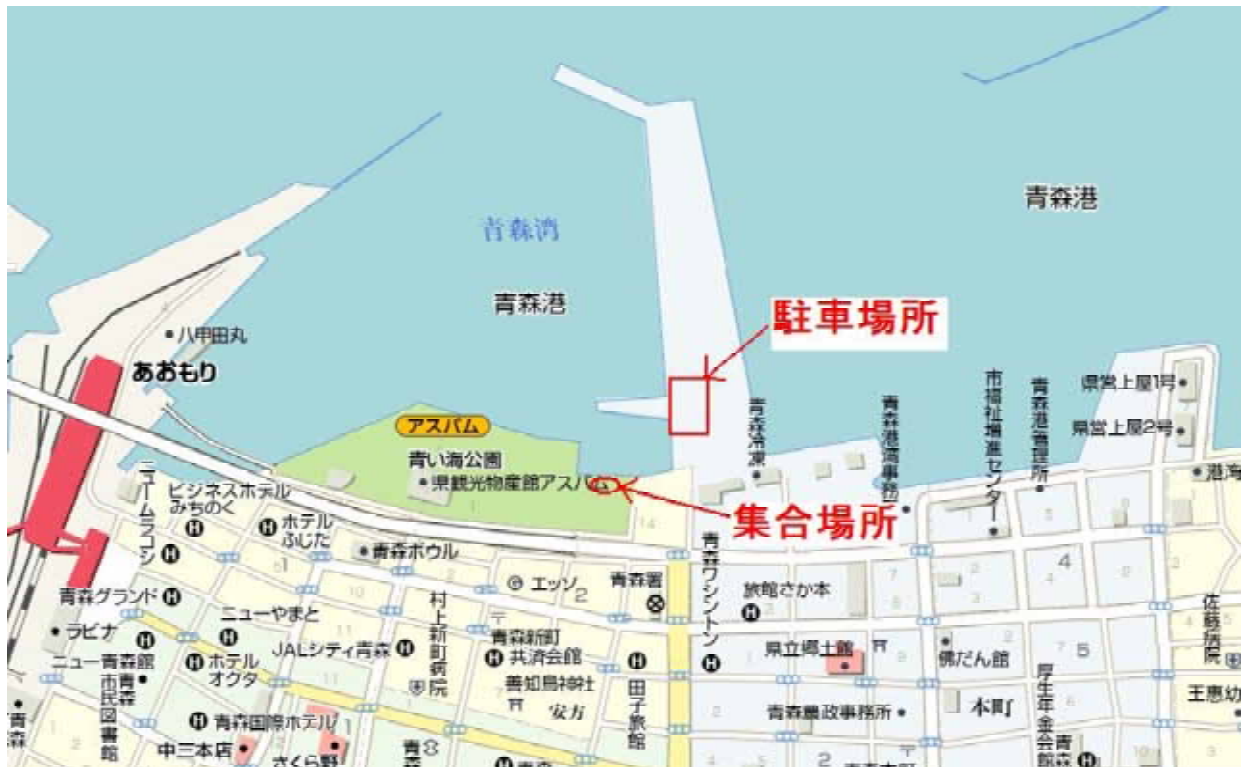 青森港
青森湾
青森港
駐車場所
八甲田丸
あおもり
アスパム
青い海公園
県観光物産館アスパム
集合場所
青森冷凍
青森港湾事務
市福祉増進センター
青森港管理所
県営上屋1号
県営上屋2号
港湾
ニュームラコシ
ビジネスホテル
みちのく
ホテル
ふじた
青森ボウル
14
青森グランド
ラビナ
ニューやまと
ニュー青森館
ホテル
オクタ
JALシティ青森
村上新町病院
エッソ
2
青森署
青森新町
共済会館
善知鳥神社
安方
田子旅館
青森ワシントン
旅館さか本
県立郷土館
佛だん館
4
5
佐藤病院
本町
青森農政事務所
厚生年金会館
王恵幼
市民図書館
青森
青森国際ホテル
中三本店
さくら野
青森
青森
2